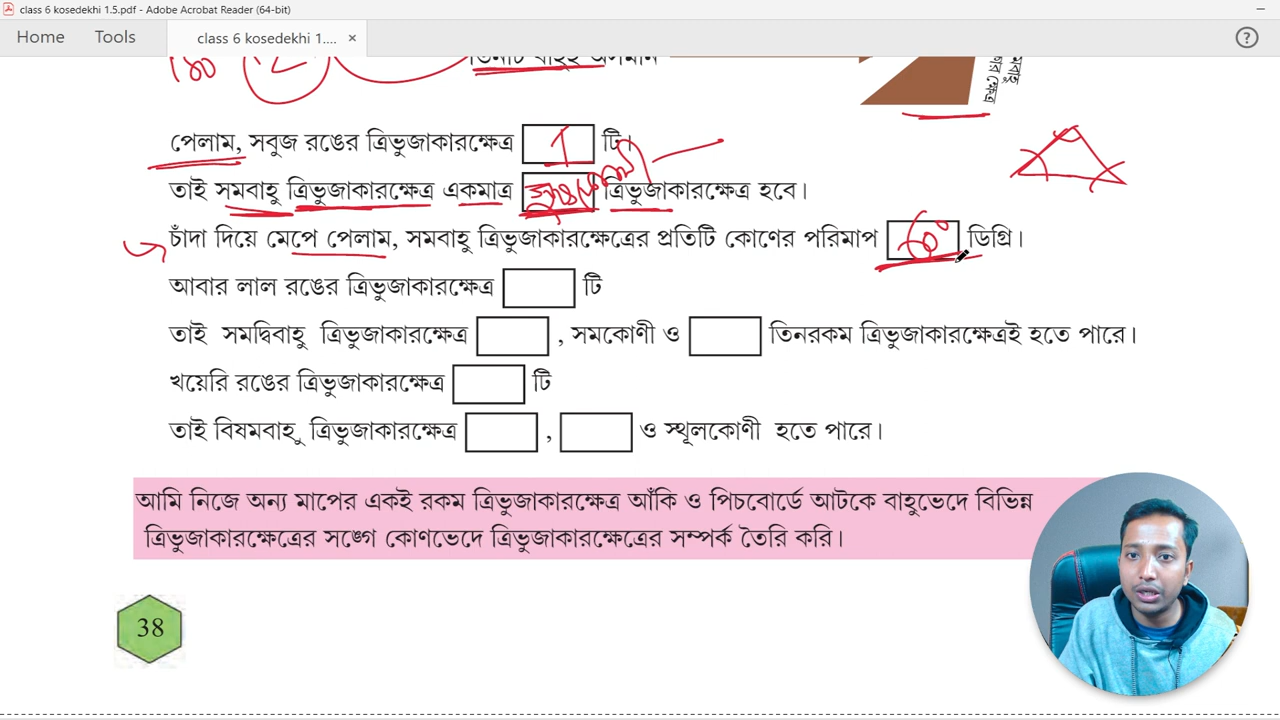 class 6 kosedekhi 1.5.pdf - Adobe Acrobat Reader (64-bit)
Home Tools class 6 kosedekhi 1.... × ?
180
তিনটি বাহুই অসমান
পেলাম, সবুজ রঙের ত্রিভুজাকারক্ষেত্র 1 টি।
তাই সমবাহু ত্রিভুজাকারক্ষেত্র একমাত্র সূক্ষ্মকোণী ত্রিভুজাকারক্ষেত্র হবে।
চাঁদা দিয়ে মেপে পেলাম, সমবাহু ত্রিভুজাকারক্ষেত্রের প্রতিটি কোণের পরিমাপ 60° ডিগ্রি।
আবার লাল রঙের ত্রিভুজাকারক্ষেত্র টি
তাই সমদ্বিবাহু ত্রিভুজাকারক্ষেত্র , সমকোণী ও তিনরকম ত্রিভুজাকারক্ষেত্রই হতে পারে।
খয়েরি রঙের ত্রিভুজাকারক্ষেত্র টি
তাই বিষমবাহু ত্রিভুজাকারক্ষেত্র , ও স্থূলকোণী হতে পারে।
আমি নিজে অন্য মাপের একই রকম ত্রিভুজাকারক্ষেত্র আঁকি ও পিচবোর্ডে আটকে বাহুভেদে বিভিন্ন
ত্রিভুজাকারক্ষেত্রের সঙ্গে কোণভেদে ত্রিভুজাকারক্ষেত্রের সম্পর্ক তৈরি করি।
38